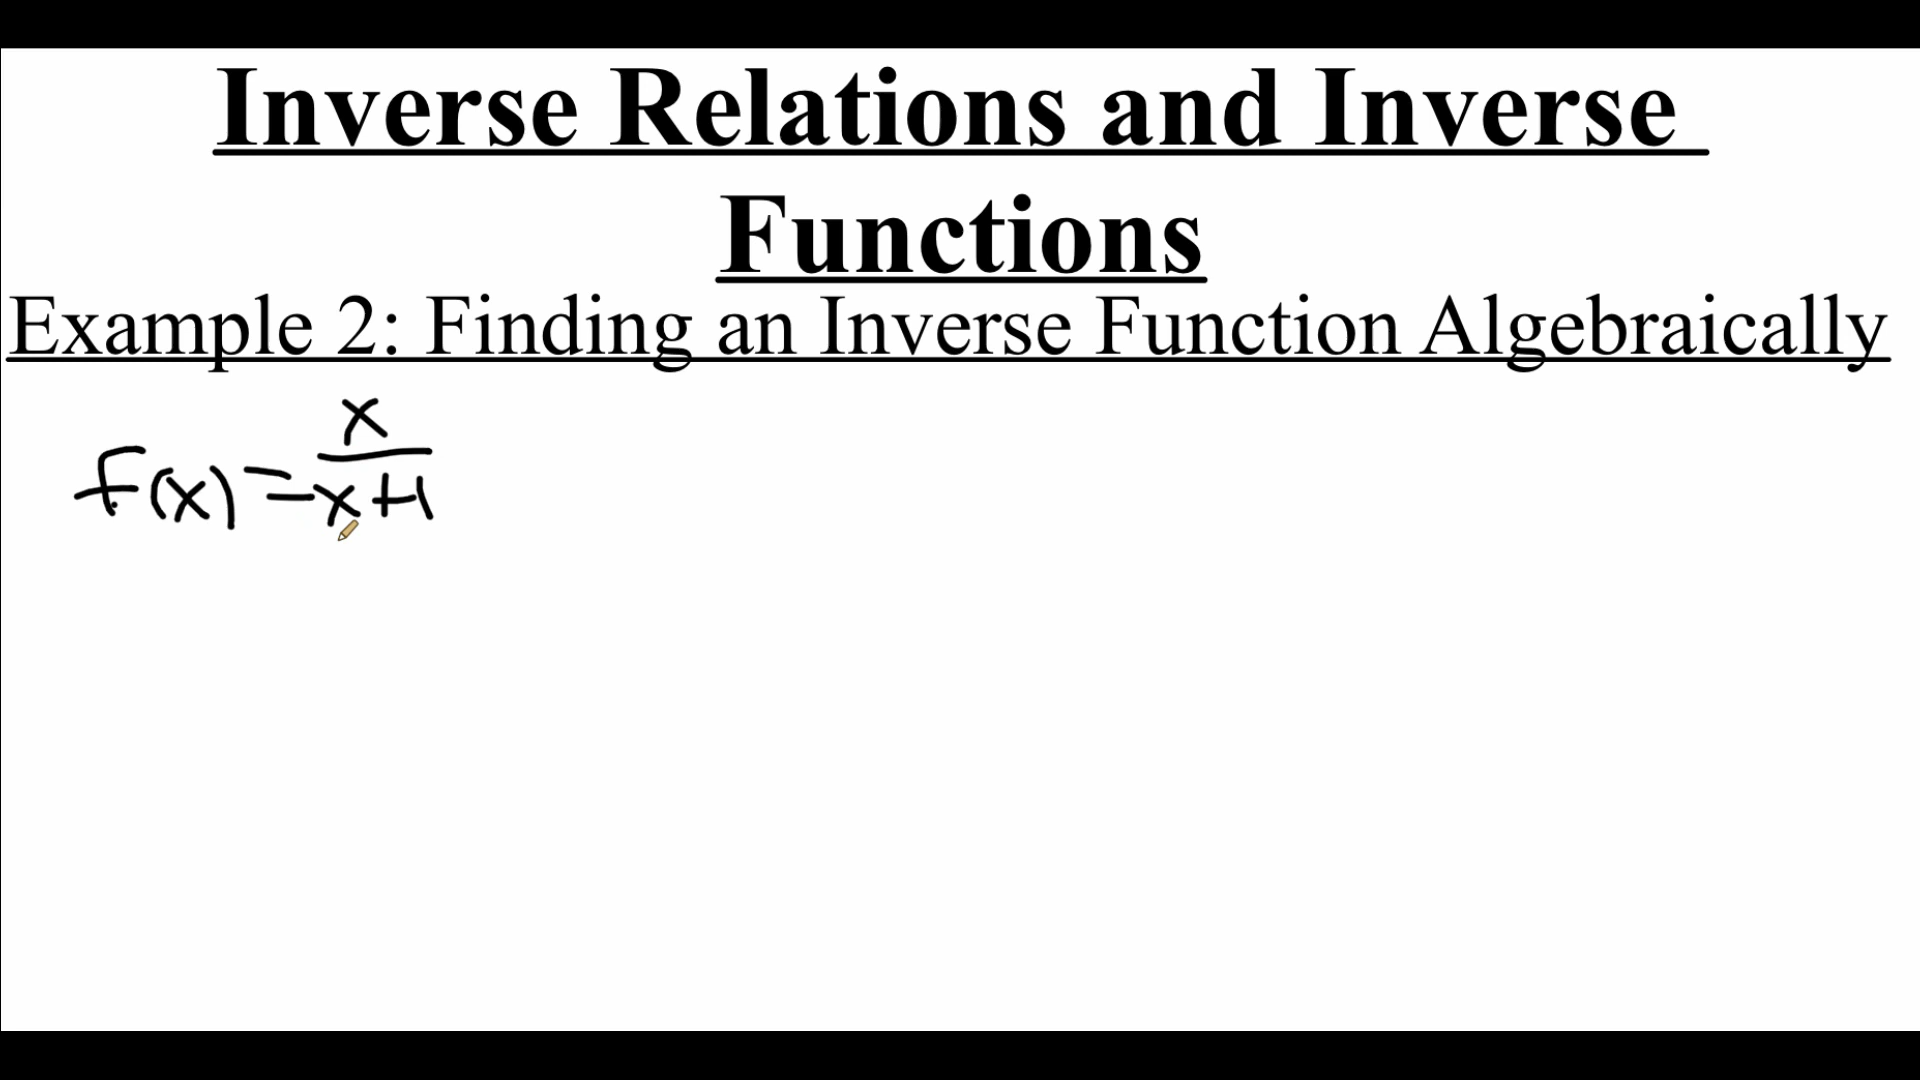 Inverse Relations and Inverse
Functions
Example 2: Finding an Inverse Function Algebraically
f(x) = x/(x+1)